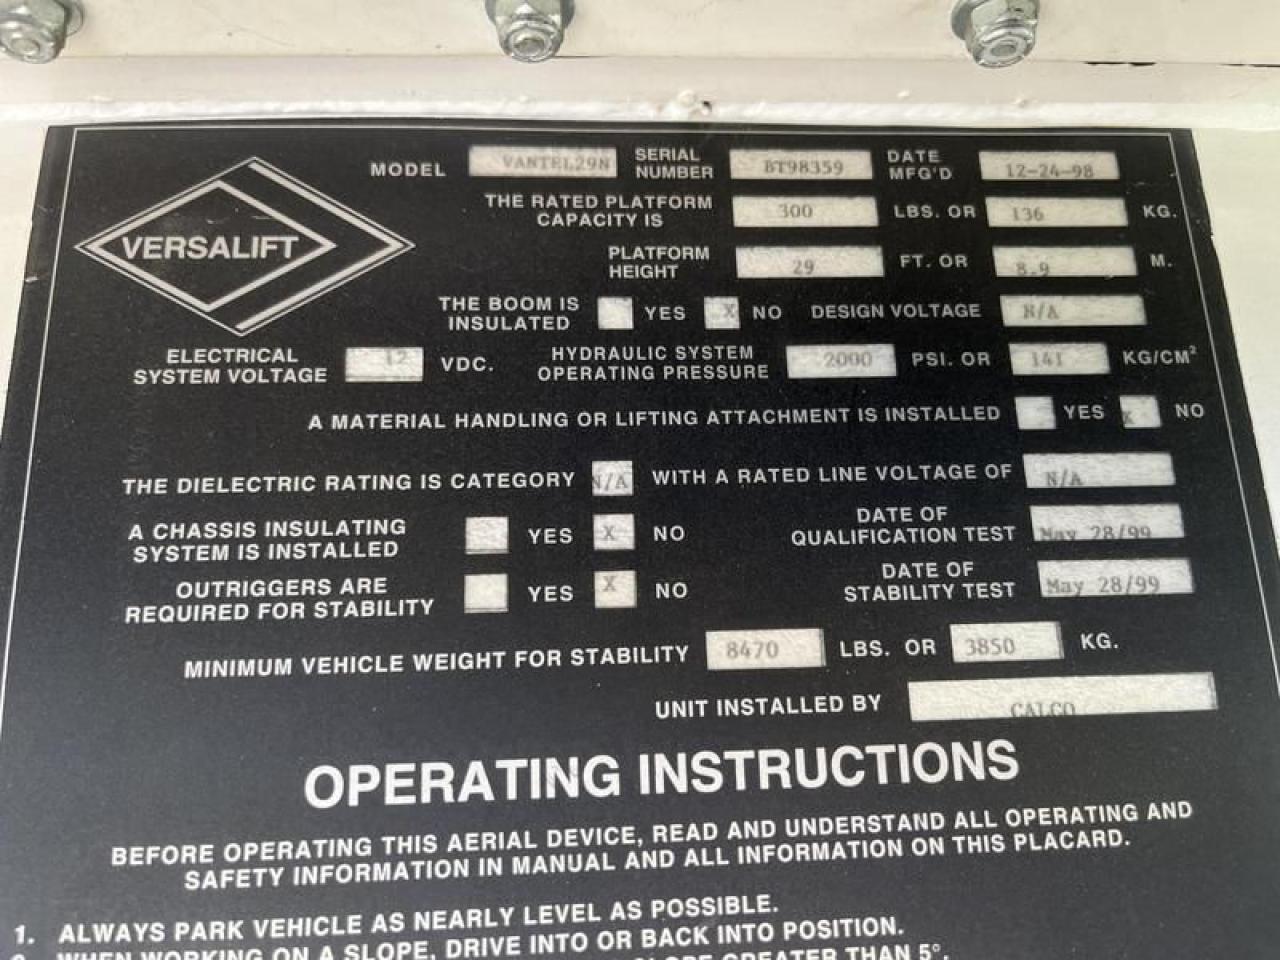 VERSALIFT
MODEL VANTEL29N SERIAL NUMBER BT98359 DATE MFG'D 12-24-98
THE RATED PLATFORM CAPACITY IS 300 LBS. OR 136 KG.
PLATFORM HEIGHT 29 FT. OR 8.9 M.
THE BOOM IS INSULATED YES X NO DESIGN VOLTAGE N/A
ELECTRICAL SYSTEM VOLTAGE 12 VDC. HYDRAULIC SYSTEM OPERATING PRESSURE 2000 PSI. OR 141 KG/CM²
A MATERIAL HANDLING OR LIFTING ATTACHMENT IS INSTALLED YES X NO
THE DIELECTRIC RATING IS CATEGORY N/A WITH A RATED LINE VOLTAGE OF N/A
A CHASSIS INSULATING SYSTEM IS INSTALLED YES X NO DATE OF QUALIFICATION TEST May 28/99
OUTRIGGERS ARE REQUIRED FOR STABILITY YES X NO DATE OF STABILITY TEST May 28/99
MINIMUM VEHICLE WEIGHT FOR STABILITY 8470 LBS. OR 3850 KG.
UNIT INSTALLED BY CALCO
OPERATING INSTRUCTIONS
BEFORE OPERATING THIS AERIAL DEVICE, READ AND UNDERSTAND ALL OPERATING AND
SAFETY INFORMATION IN MANUAL AND ALL INFORMATION ON THIS PLACARD.
1. ALWAYS PARK VEHICLE AS NEARLY LEVEL AS POSSIBLE.
WHEN WORKING ON A SLOPE, DRIVE INTO OR BACK INTO POSITION.
SLOPE GREATER THAN 5°.